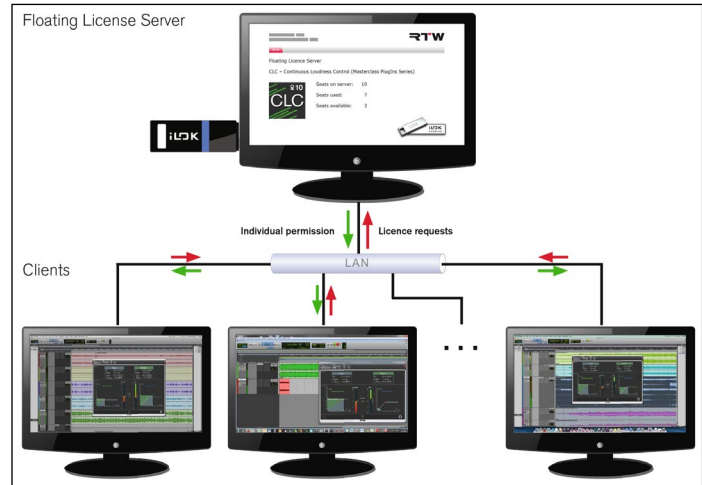 Floating License Server
RTW
Floating Licence Server
CLC – Continuous Loudness Control (Masterclass PlugIns Series)
10
CLC
Seats on server: 10
Seats used: 7
Seats available: 3
iLOK
iLOK
Individual permission
Licence requests
LAN
Clients
...